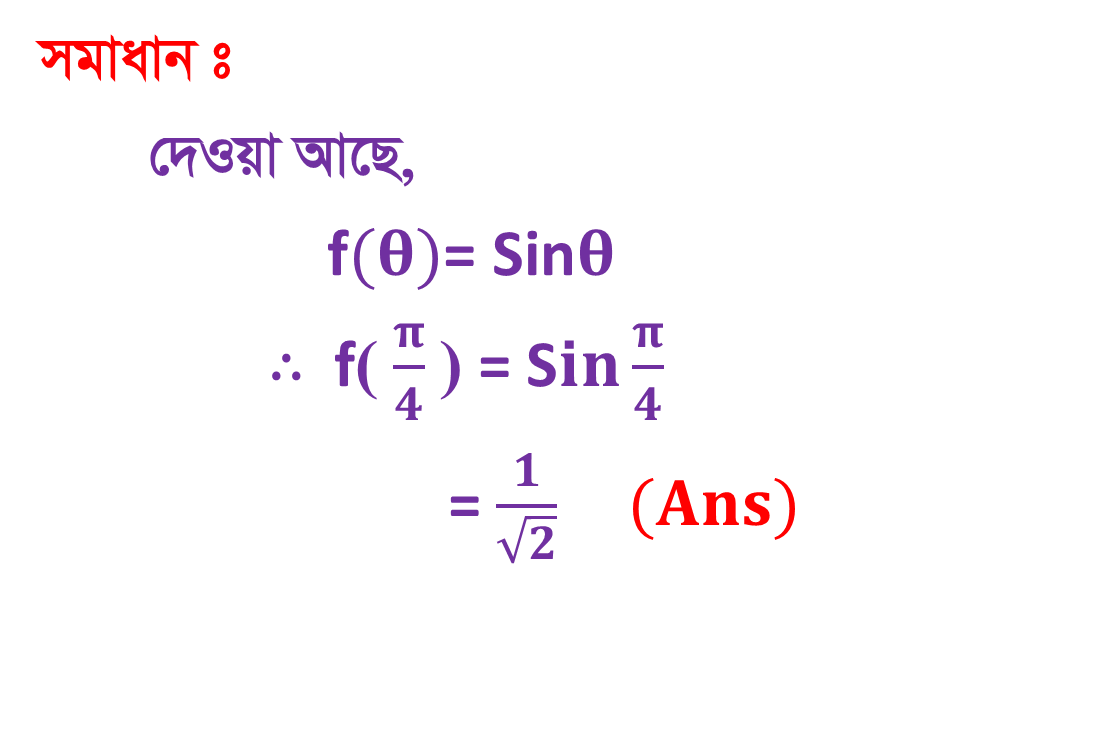 সমাধান ঃ
দেওয়া আছে,
f(θ)= Sinθ
∴ f( π/4 ) = Sin π/4
= 1/√2 (Ans)